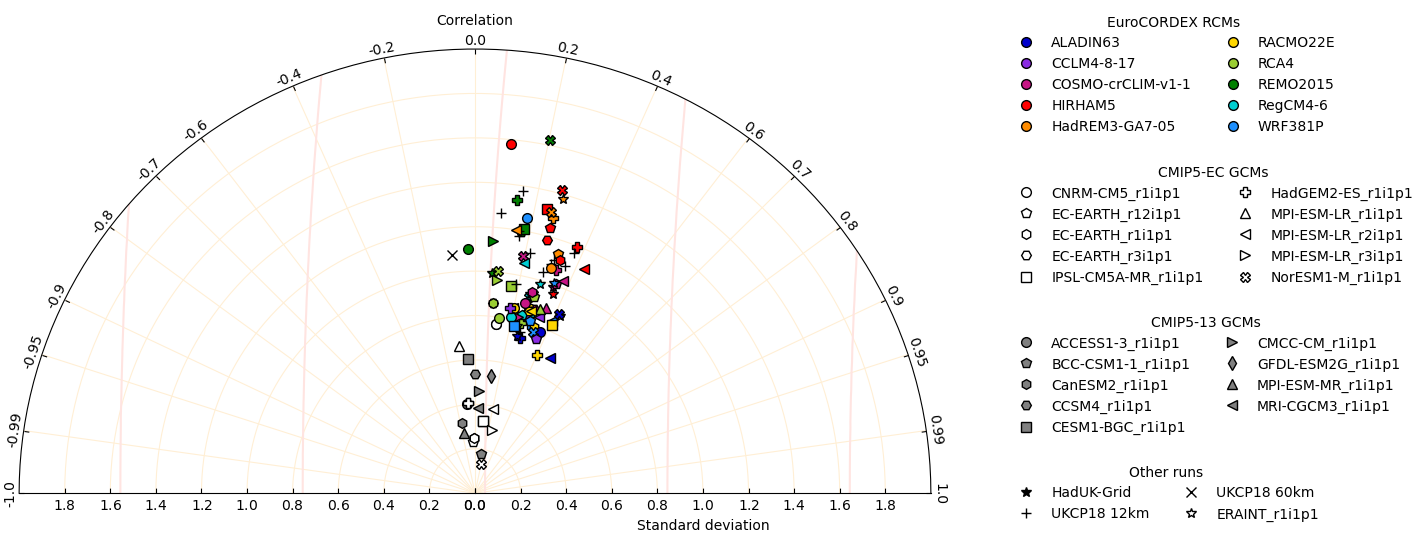 Correlation
0.0
-0.2
0.2
-0.4
0.4
-0.6
0.6
-0.7
0.7
-0.8
0.8
-0.9
0.9
-0.95
0.95
-0.99
0.99
-1.0
1.0
1.8 1.6 1.4 1.2 1.0 0.8 0.6 0.4 0.2 0.0 0.2 0.4 0.6 0.8 1.0 1.2 1.4 1.6 1.8
Standard deviation
EuroCORDEX RCMs
ALADIN63 RACMO22E
CCLM4-8-17 RCA4
COSMO-crCLIM-v1-1 REMO2015
HIRHAM5 RegCM4-6
HadREM3-GA7-05 WRF381P
CMIP5-EC GCMs
CNRM-CM5_r1i1p1 HadGEM2-ES_r1i1p1
EC-EARTH_r12i1p1 MPI-ESM-LR_r1i1p1
EC-EARTH_r1i1p1 MPI-ESM-LR_r2i1p1
EC-EARTH_r3i1p1 MPI-ESM-LR_r3i1p1
IPSL-CM5A-MR_r1i1p1 NorESM1-M_r1i1p1
CMIP5-13 GCMs
ACCESS1-3_r1i1p1 CMCC-CM_r1i1p1
BCC-CSM1-1_r1i1p1 GFDL-ESM2G_r1i1p1
CanESM2_r1i1p1 MPI-ESM-MR_r1i1p1
CCSM4_r1i1p1 MRI-CGCM3_r1i1p1
CESM1-BGC_r1i1p1
Other runs
HadUK-Grid UKCP18 60km
UKCP18 12km ERAINT_r1i1p1